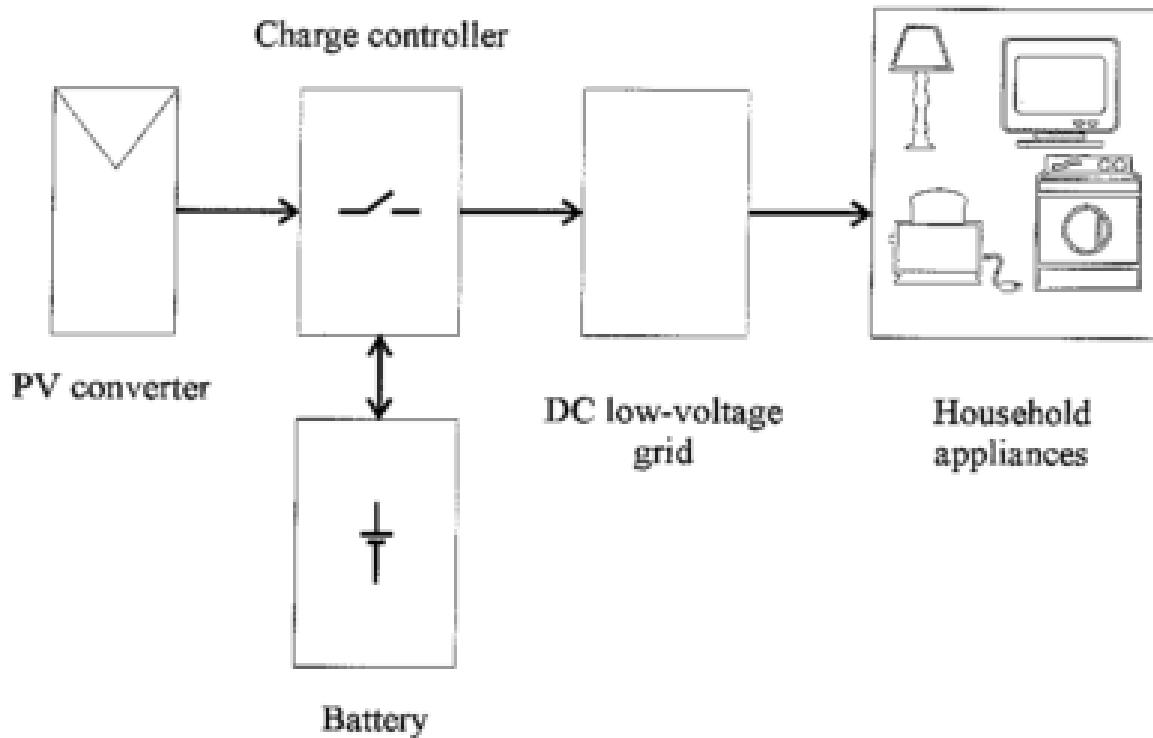 Charge controller
PV converter
DC low-voltage
grid
Household
appliances
Battery